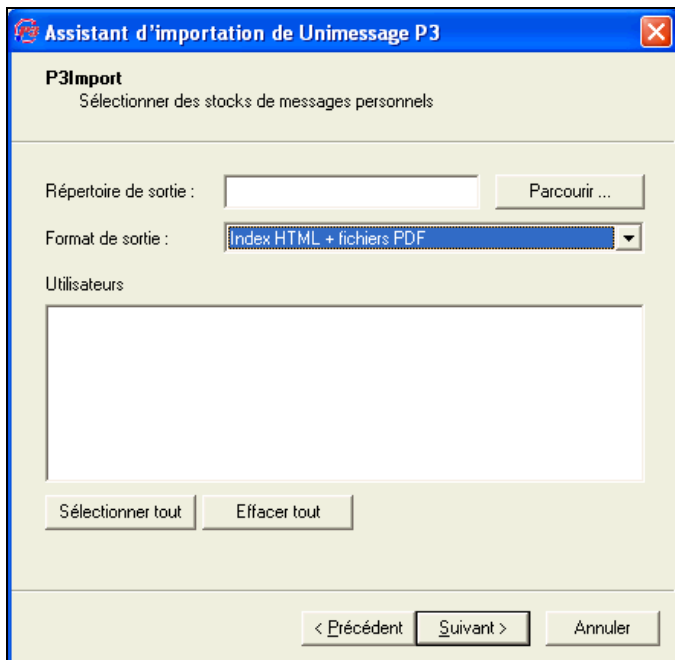 Assistant d'importation de Unimessage P3
P3Import
Sélectionner des stocks de messages personnels
Répertoire de sortie :
Parcourir ...
Format de sortie :
Index HTML + fichiers PDF
Utilisateurs
Sélectionner tout
Effacer tout
< Précédent
Suivant >
Annuler